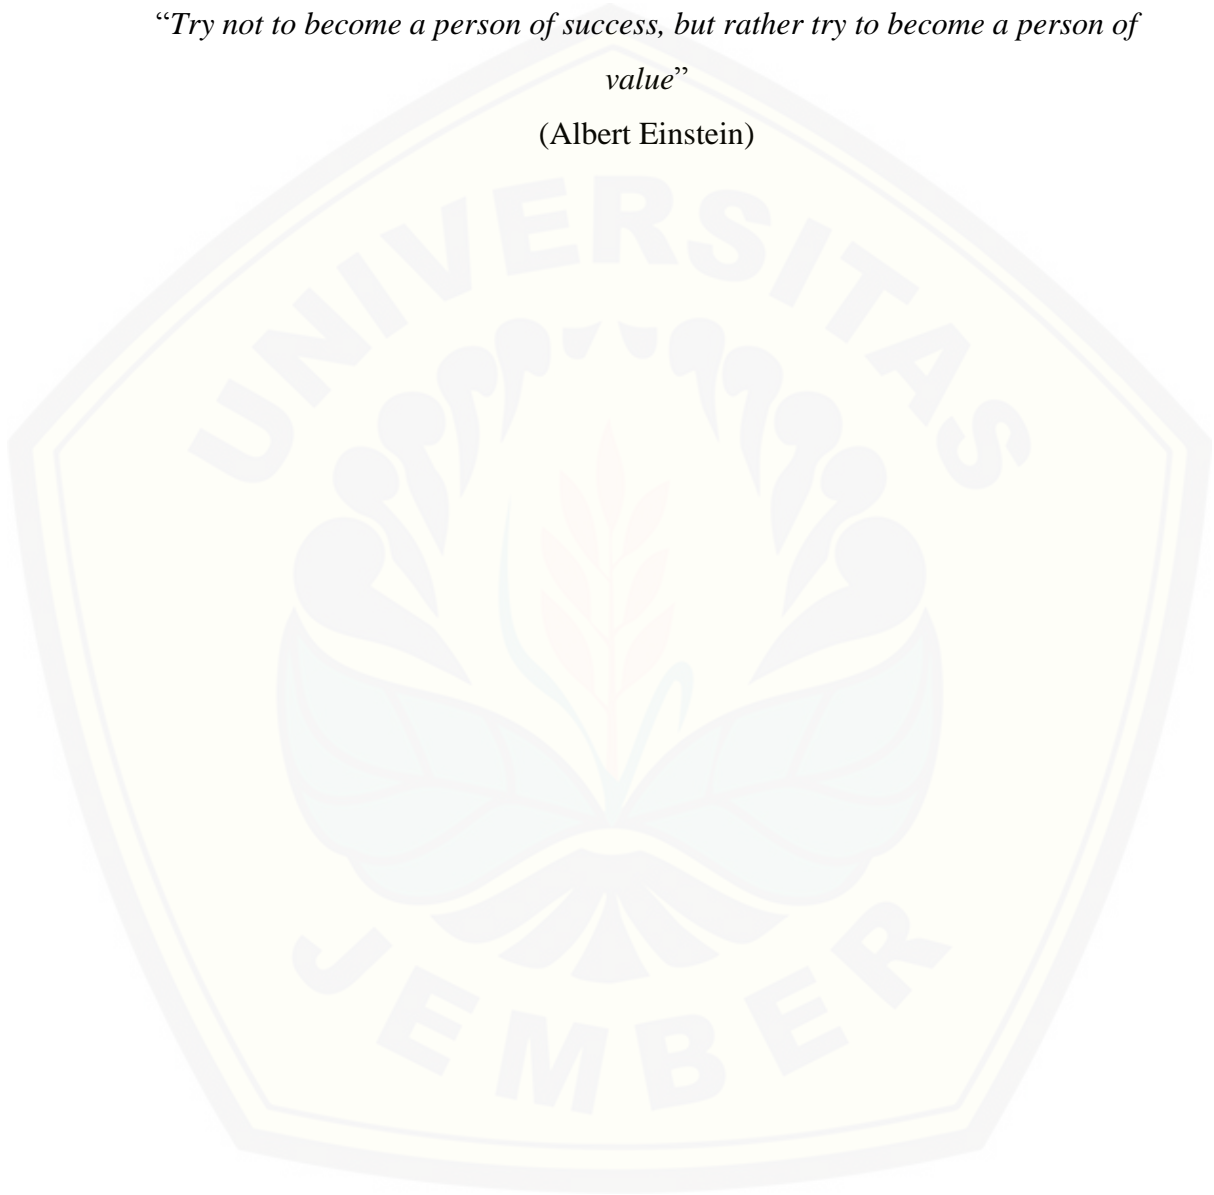 “Try not to become a person of success, but rather try to become a person of
value”
(Albert Einstein)
UNIVERSITAS
JEMBER